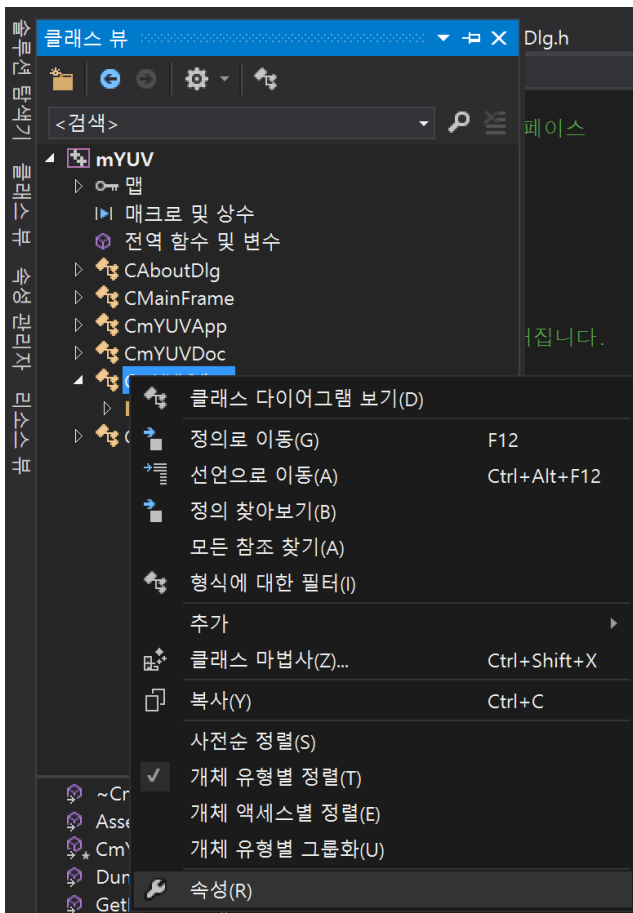 솔루션 탐색기
클래스 뷰
속성 관리자
리소스 뷰
클래스 뷰
Dlg.h
<검색>
페이스
mYUV
맵
매크로 및 상수
전역 함수 및 변수
CAboutDlg
CMainFrame
CmYUVApp
어집니다.
CmYUVDoc
클래스 다이어그램 보기(D)
정의로 이동(G) F12
선언으로 이동(A) Ctrl+Alt+F12
정의 찾아보기(B)
모든 참조 찾기(A)
형식에 대한 필터(I)
추가
클래스 마법사(Z)... Ctrl+Shift+X
복사(Y) Ctrl+C
사전순 정렬(S)
개체 유형별 정렬(T)
개체 액세스별 정렬(E)
개체 유형별 그룹화(U)
속성(R)
~Cr
Asse
Dun
Get